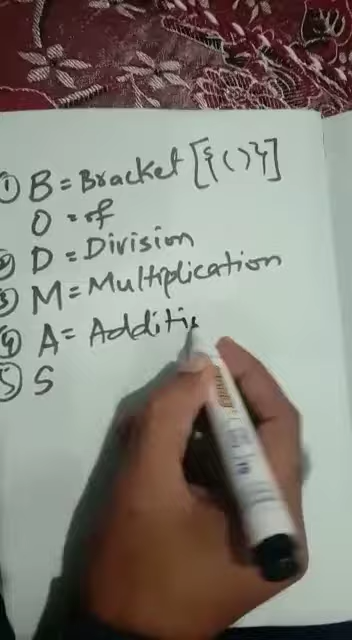 ① B = Bracket [{()}]
O = of
② D = Division
③ M = Multiplication
④ A = Additi
⑤ S